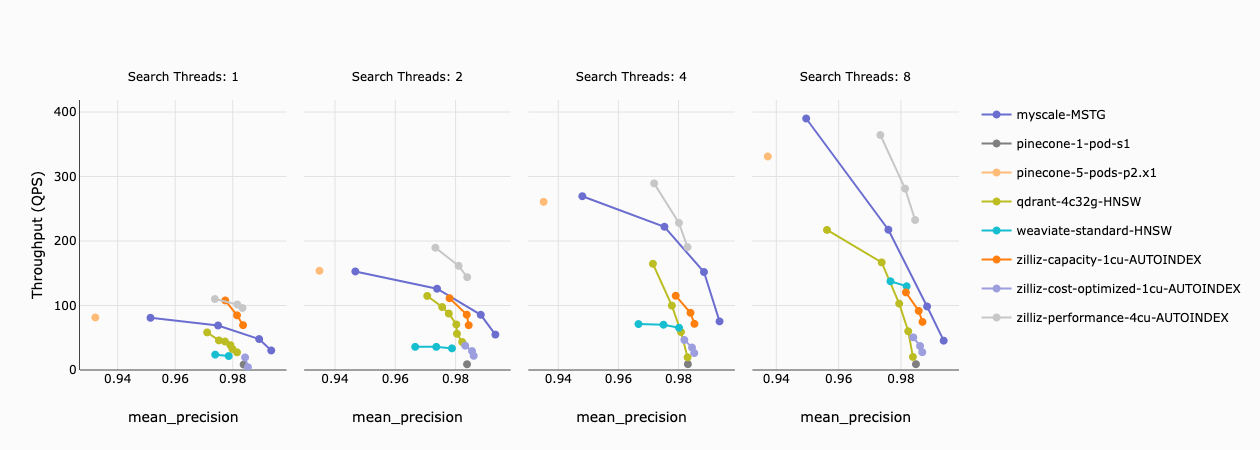 Search Threads: 1
Search Threads: 2
Search Threads: 4
Search Threads: 8
Throughput (QPS)
400
300
200
100
0
0.94 0.96 0.98
0.94 0.96 0.98
0.94 0.96 0.98
0.94 0.96 0.98
mean_precision
mean_precision
mean_precision
mean_precision
myscale-MSTG
pinecone-1-pod-s1
pinecone-5-pods-p2.x1
qdrant-4c32g-HNSW
weaviate-standard-HNSW
zilliz-capacity-1cu-AUTOINDEX
zilliz-cost-optimized-1cu-AUTOINDEX
zilliz-performance-4cu-AUTOINDEX